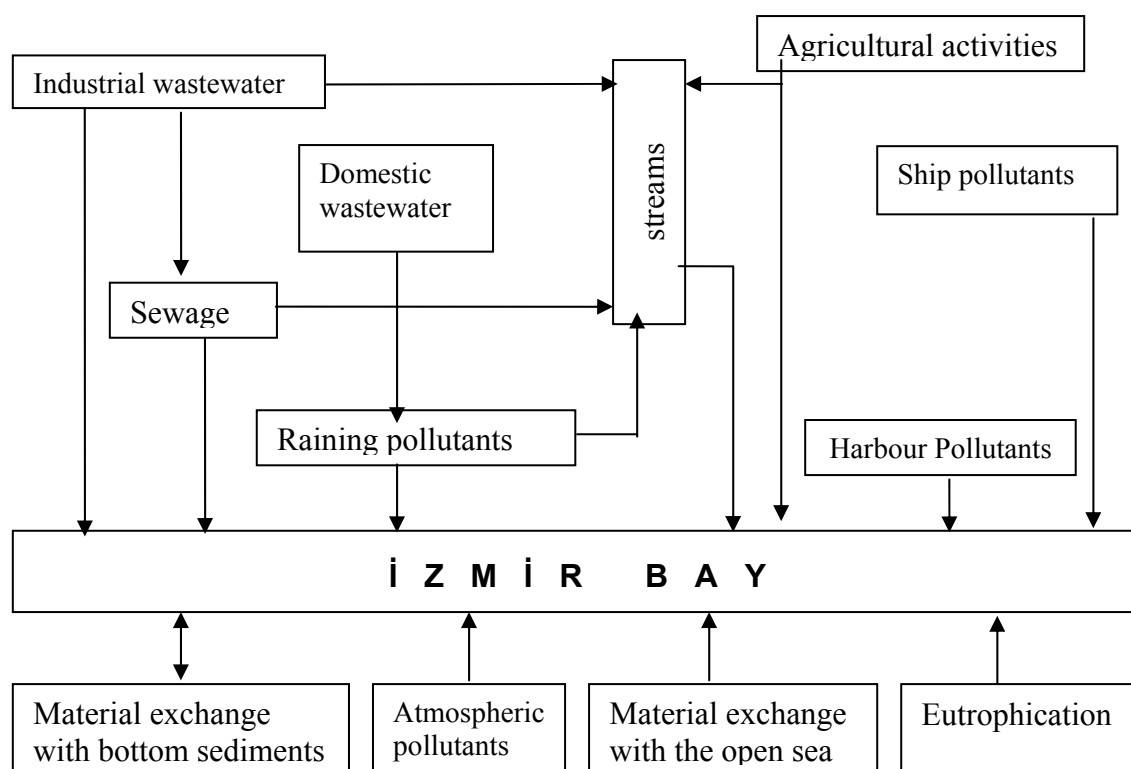 Agricultural activities
Industrial wastewater
Domestic
wastewater
streams
Ship pollutants
Sewage
Raining pollutants
Harbour Pollutants
İ Z M İ R B A Y
Material exchange
with bottom sediments
Atmospheric
pollutants
Material exchange
with the open sea
Eutrophication